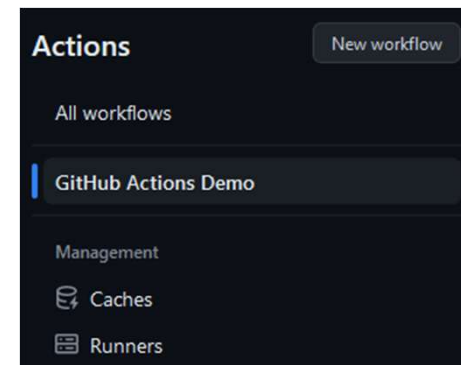 Actions
New workflow
All workflows
GitHub Actions Demo
Management
Caches
Runners